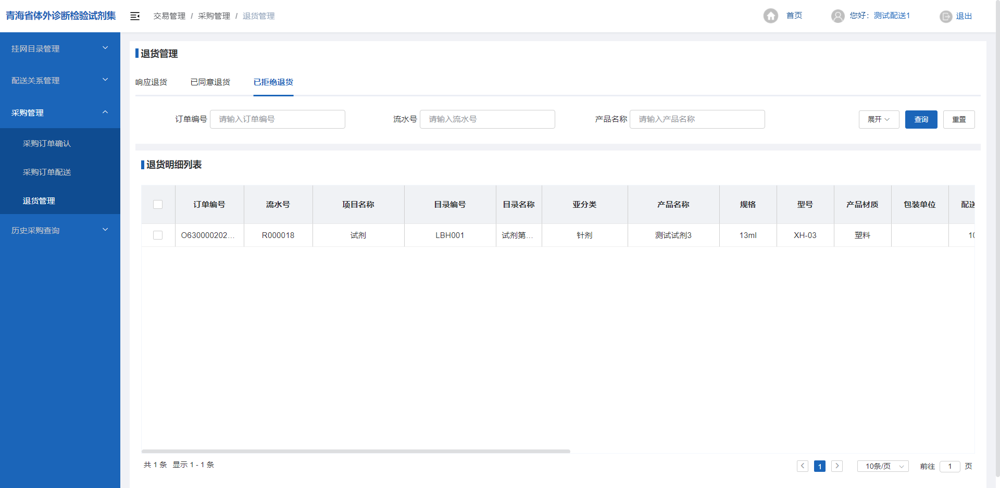 青海省体外诊断检验试剂集
交易管理 / 采购管理 / 退货管理
首页
您好：测试配送1
退出
挂网目录管理
配送关系管理
采购管理
采购订单确认
采购订单配送
退货管理
历史采购查询
退货管理
响应退货 已同意退货 已拒绝退货
订单编号 请输入订单编号 流水号 请输入流水号 产品名称 请输入产品名称 展开 查询 重置
退货明细列表
订单编号 流水号 项目名称 目录编号 目录名称 亚分类 产品名称 规格 型号 产品材质 包装单位 配送
O630000202... R000018 试剂 LBH001 试剂第... 针剂 测试试剂3 13ml XH-03 塑料 10
共 1 条 显示 1 - 1 条
1 10条/页 前往 1 页